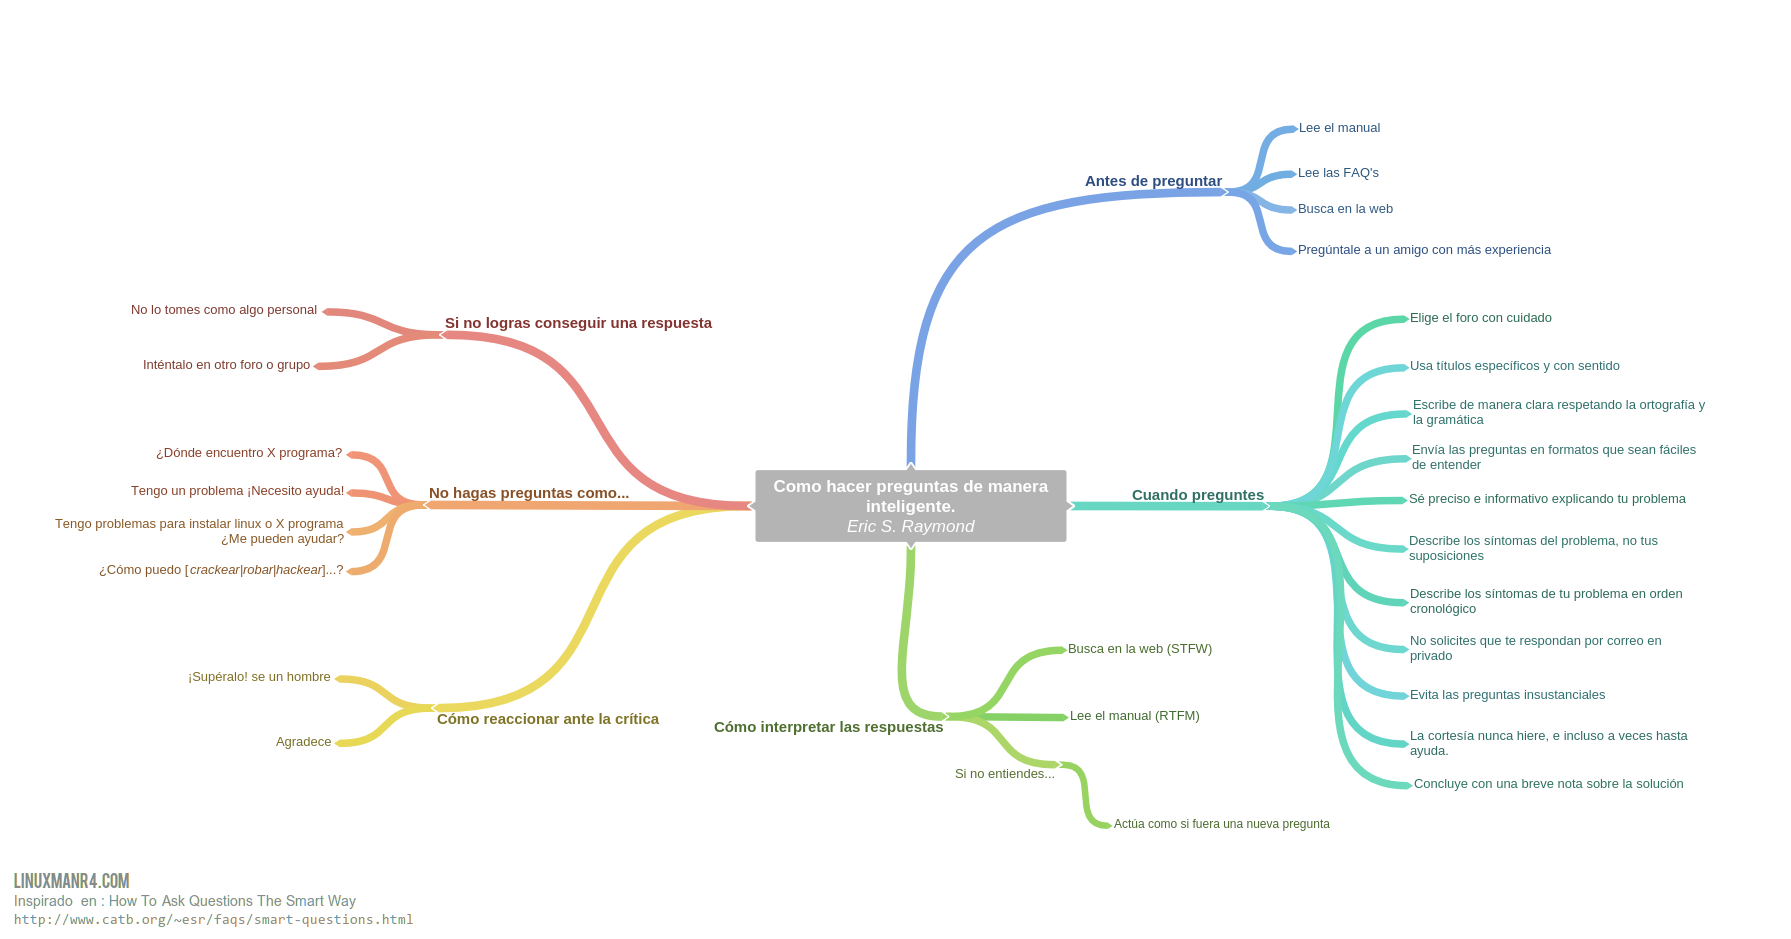 Como hacer preguntas de manera
inteligente.
Eric S. Raymond
Antes de preguntar
Lee el manual
Lee las FAQ's
Busca en la web
Pregúntale a un amigo con más experiencia
Cuando preguntes
Elige el foro con cuidado
Usa títulos específicos y con sentido
Escribe de manera clara respetando la ortografía y
la gramática
Envía las preguntas en formatos que sean fáciles
de entender
Sé preciso e informativo explicando tu problema
Describe los síntomas del problema, no tus
suposiciones
Describe los síntomas de tu problema en orden
cronológico
No solicites que te respondan por correo en
privado
Evita las preguntas insustanciales
La cortesía nunca hiere, e incluso a veces hasta
ayuda.
Concluye con una breve nota sobre la solución
Cómo interpretar las respuestas
Busca en la web (STFW)
Lee el manual (RTFM)
Si no entiendes...
Actúa como si fuera una nueva pregunta
Si no logras conseguir una respuesta
No lo tomes como algo personal
Inténtalo en otro foro o grupo
No hagas preguntas como...
¿Dónde encuentro X programa?
Tengo un problema ¡Necesito ayuda!
Tengo problemas para instalar linux o X programa
¿Me pueden ayudar?
¿Cómo puedo [crackear|robar|hackear]...?
Cómo reaccionar ante la crítica
¡Supéralo! se un hombre
Agradece
LINUXMANR4.COM
Inspirado en : How To Ask Questions The Smart Way
http://www.catb.org/~esr/faqs/smart-questions.html